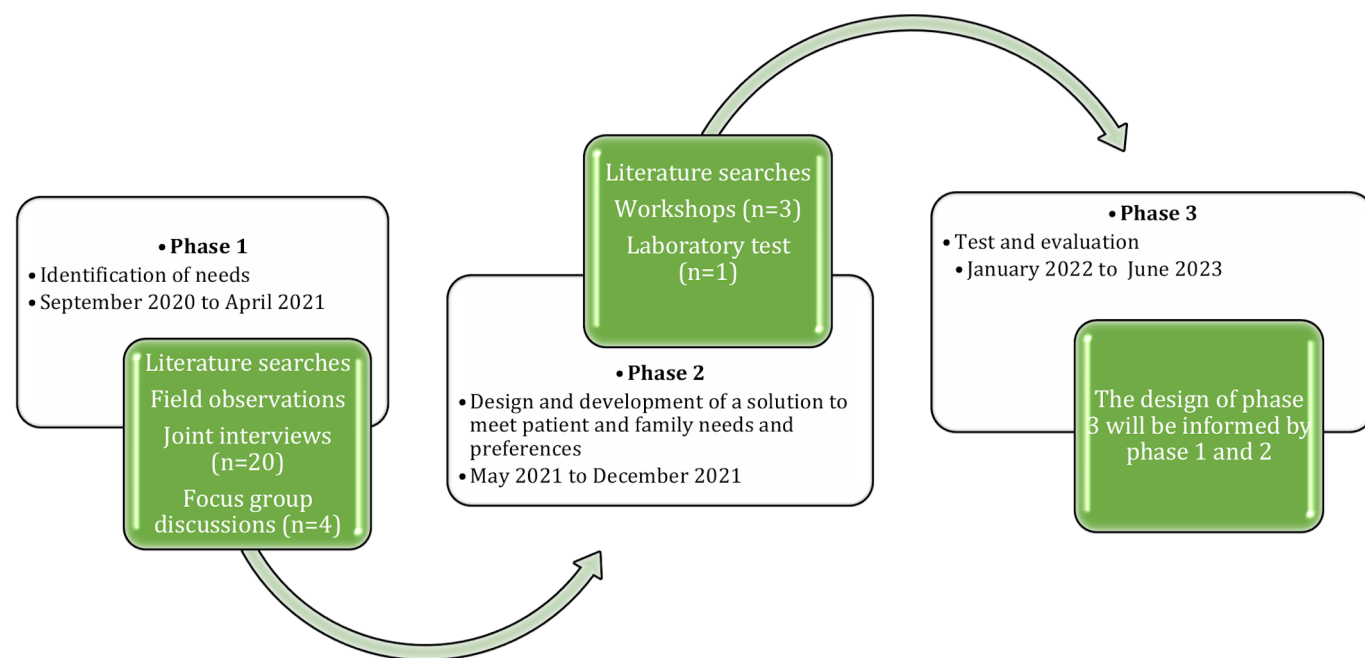 • Phase 1
• Identification of needs
• September 2020 to April 2021
Literature searches
Field observations
Joint interviews
(n=20)
Focus group
discussions (n=4)
Literature searches
Workshops (n=3)
Laboratory test
(n=1)
• Phase 2
• Design and development of a solution to
meet patient and family needs and
preferences
• May 2021 to December 2021
• Phase 3
• Test and evaluation
• January 2022 to June 2023
The design of phase
3 will be informed by
phase 1 and 2